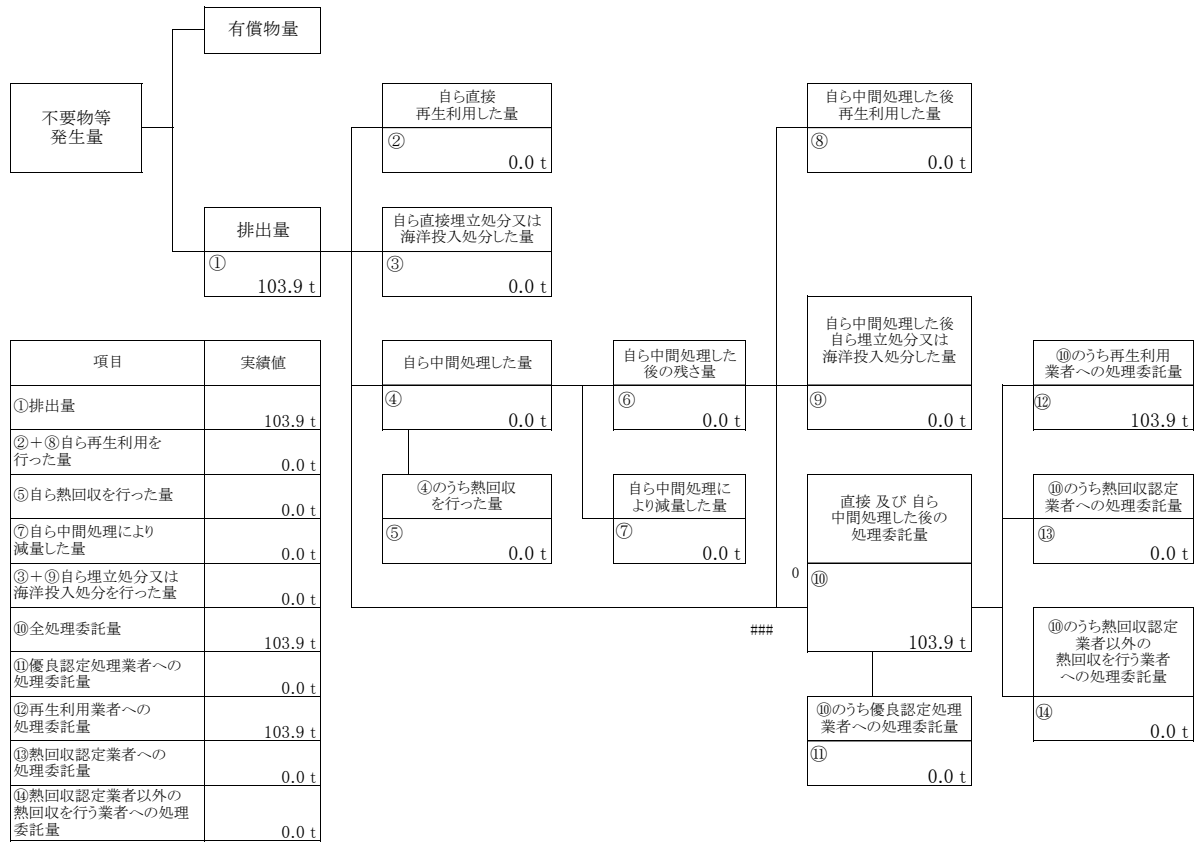 有償物量
不要物等
発生量
自ら直接
再生利用した量
②
0.0 t
自ら中間処理した後
再生利用した量
⑧
0.0 t
排出量
①
103.9 t
自ら直接埋立処分又は
海洋投入処分した量
③
0.0 t
自ら中間処理した量
④
0.0 t
自ら中間処理した
後の残さ量
⑥
0.0 t
自ら中間処理した後
自ら埋立処分又は
海洋投入処分した量
⑨
0.0 t
⑩のうち再生利用
業者への処理委託量
⑫
103.9 t
④のうち熱回収
を行った量
⑤
0.0 t
自ら中間処理に
より減量した量
⑦
0.0 t
直接 及び 自ら
中間処理した後の
処理委託量
0
⑩
103.9 t
###
⑩のうち熱回収認定
業者への処理委託量
⑬
0.0 t
⑩のうち熱回収認定
業者以外の
熱回収を行う業者
への処理委託量
⑭
0.0 t
⑩のうち優良認定処理
業者への処理委託量
⑪
0.0 t
項目 実績値
①排出量
103.9 t
②＋⑧自ら再生利用を
行った量
0.0 t
⑤自ら熱回収を行った量
0.0 t
⑦自ら中間処理により
減量した量
0.0 t
③＋⑨自ら埋立処分又は
海洋投入処分を行った量
0.0 t
⑩全処理委託量
103.9 t
⑪優良認定処理業者への
処理委託量
0.0 t
⑫再生利用業者への
処理委託量
103.9 t
⑬熱回収認定業者への
処理委託量
0.0 t
⑭熱回収認定業者以外の
熱回収を行う業者への処理
委託量
0.0 t